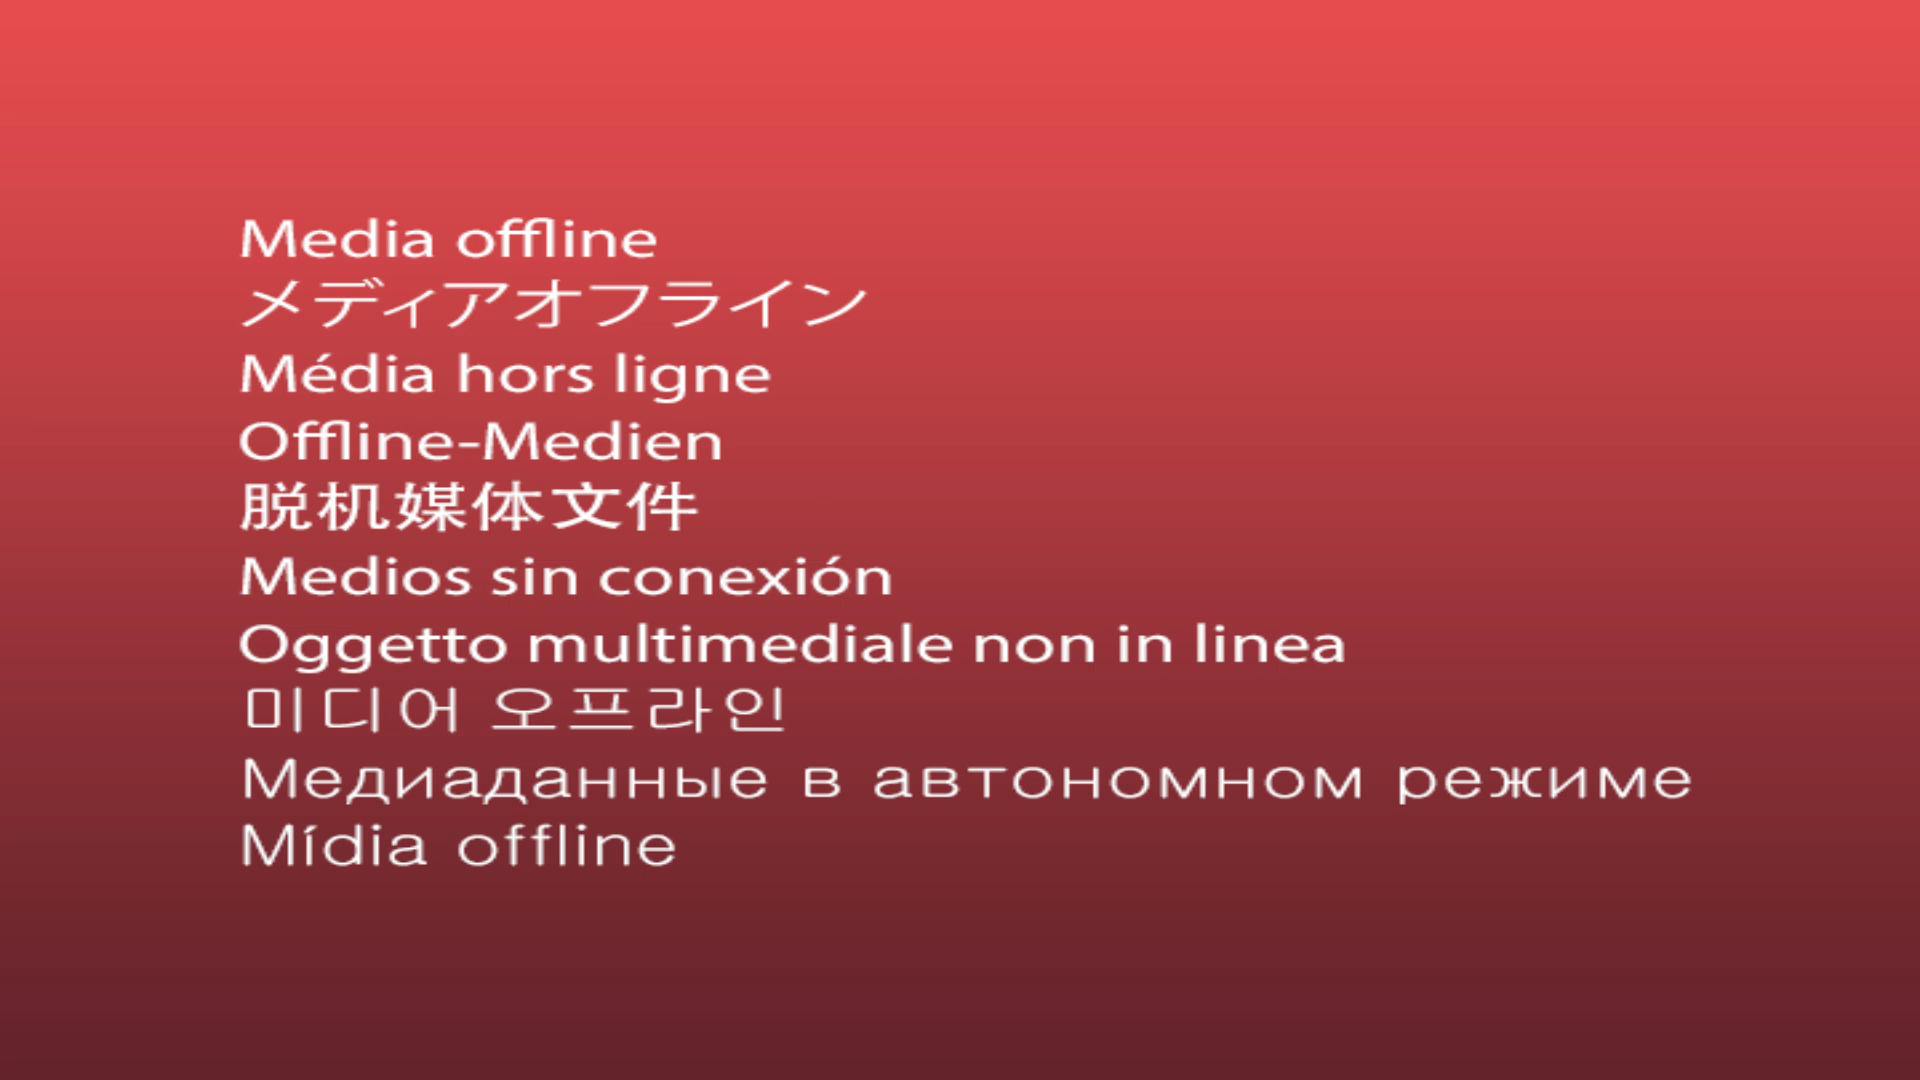 Media offline
メディアオフライン
Média hors ligne
Offline-Medien
脱机媒体文件
Medios sin conexión
Oggetto multimediale non in linea
미디어 오프라인
Медиаданные в автономном режиме
Mídia offline